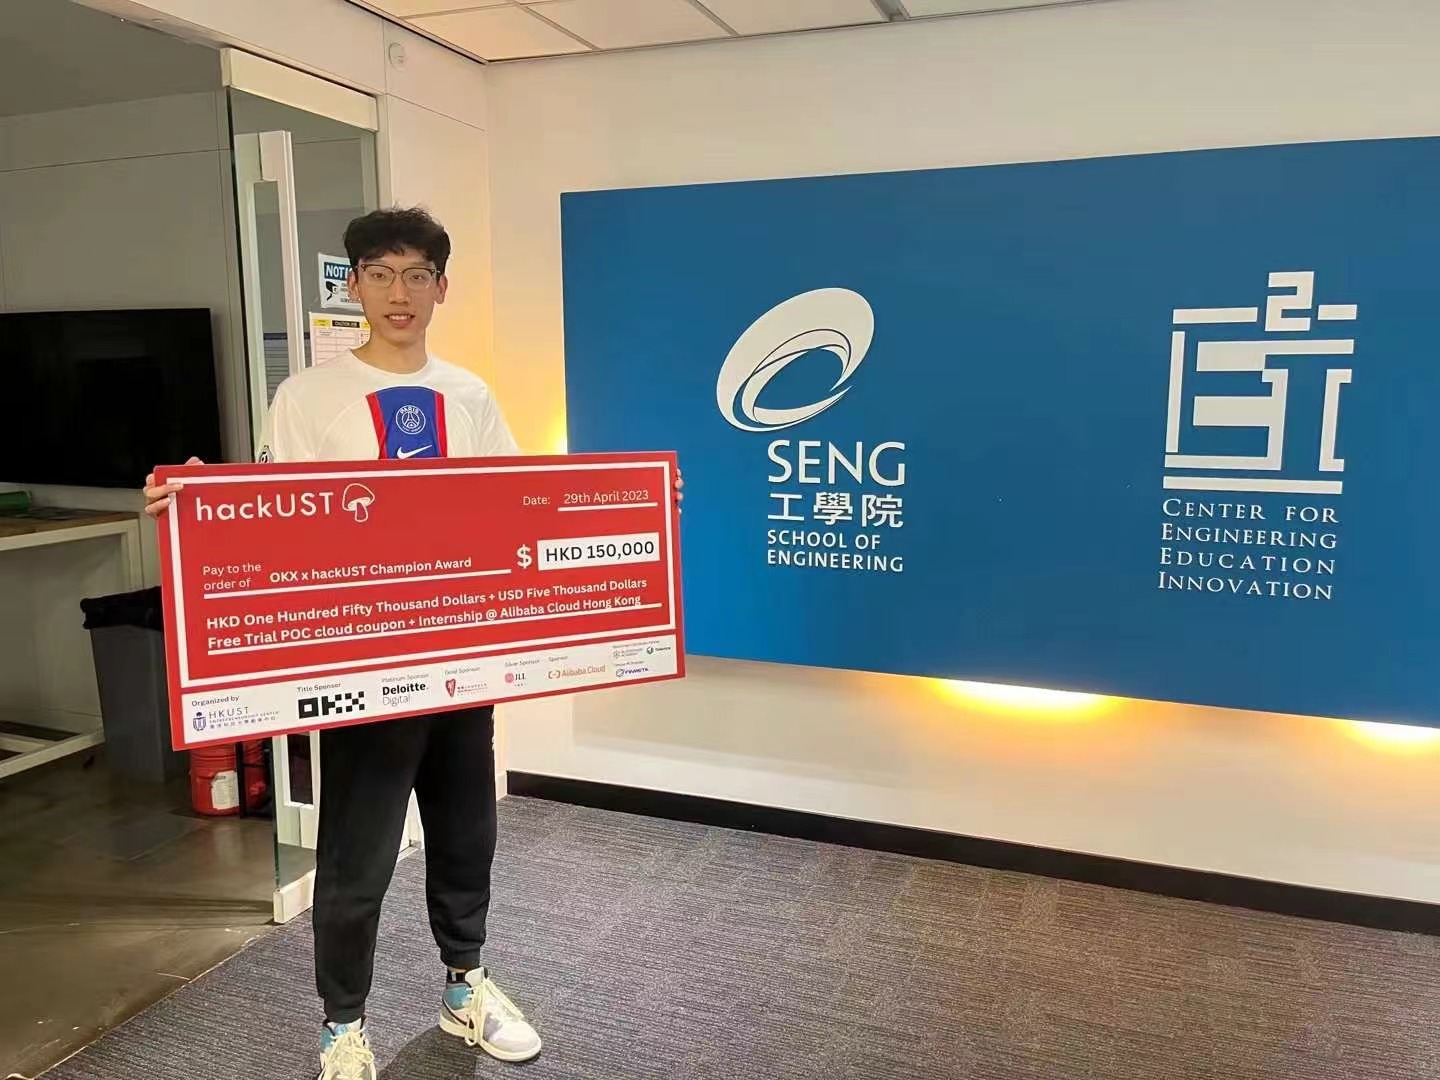 NOTI
hackUST
Date: 29th April 2023
$ HKD 150,000
Pay to the
order of OKX x hackUST Champion Award
HKD One Hundred Fifty Thousand Dollars + USD Five Thousand Dollars
Free Trial POC cloud coupon + Internship @ Alibaba Cloud Hong Kong
Organized by
HKUST
Title Sponsor
OKX
Platinum Sponsor
Deloitte.
Digital
Gold Sponsor
Silver Sponsor
JLL
Sponsor
Alibaba Cloud
PARIS
SENG
工學院
SCHOOL OF
ENGINEERING
CENTER FOR
ENGINEERING
EDUCATION
INNOVATION